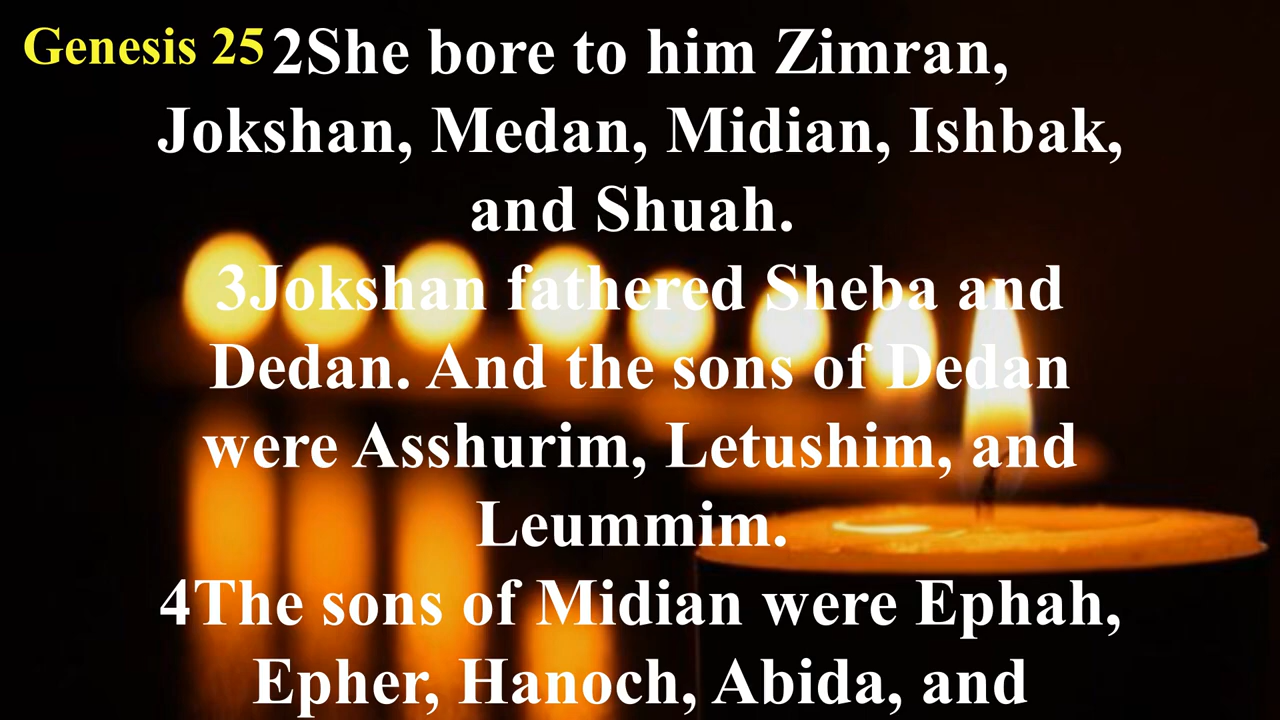 Genesis 25 2She bore to him Zimran,
Jokshan, Medan, Midian, Ishbak,
and Shuah.
3Jokshan fathered Sheba and
Dedan. And the sons of Dedan
were Asshurim, Letushim, and
Leummim.
4The sons of Midian were Ephah,
Epher, Hanoch, Abida, and